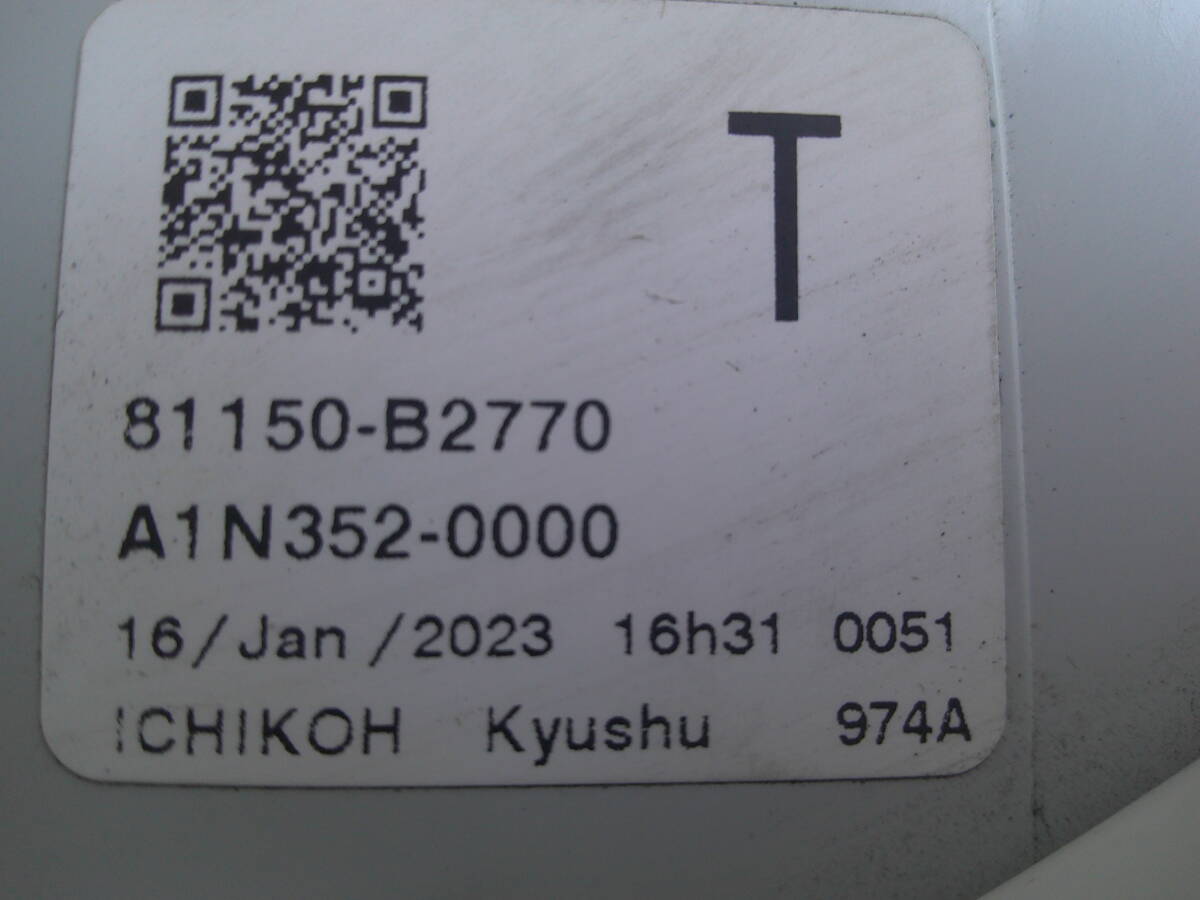 T
81150-B2770
A1N352-0000
16/Jan/2023 16h31 0051
ICHIKOH Kyushu 974A